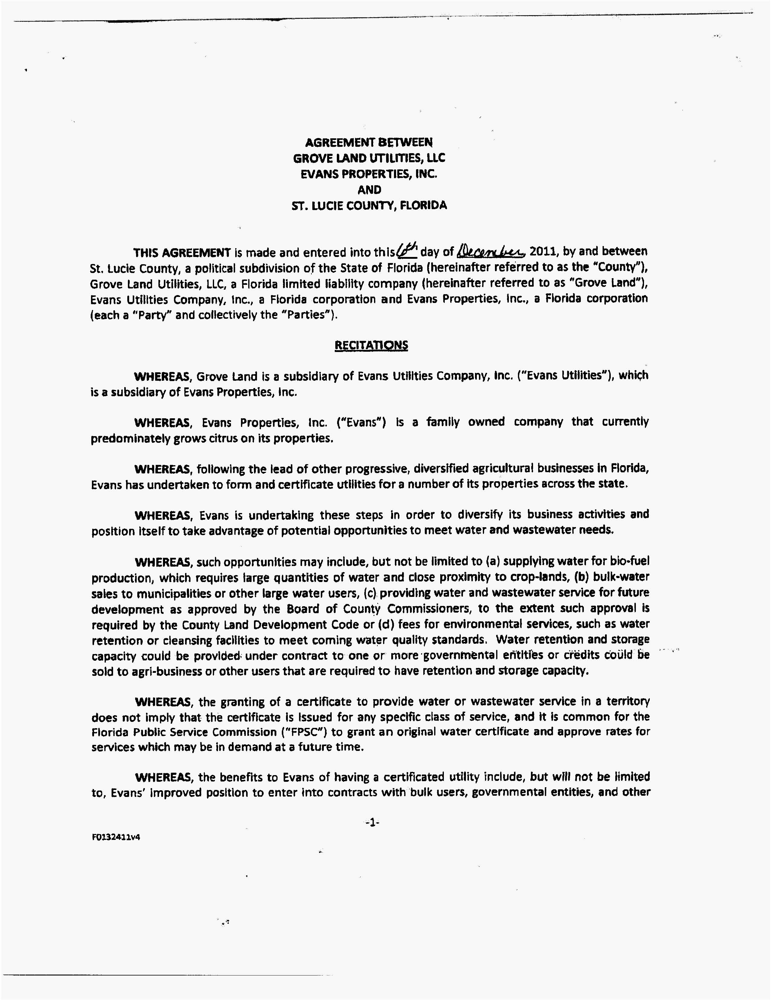 AGREEMENT BETWEEN
GROVE LAND UTILITIES, LLC
EVANS PROPERTIES, INC.
AND
ST. LUCIE COUNTY, FLORIDA
THIS AGREEMENT is made and entered into this 6th day of December, 2011, by and between
St. Lucie County, a political subdivision of the State of Florida (hereinafter referred to as the "County"),
Grove Land Utilities, LLC, a Florida limited liability company (hereinafter referred to as "Grove Land"),
Evans Utilities Company, Inc., a Florida corporation and Evans Properties, Inc., a Florida corporation
(each a "Party" and collectively the "Parties").
RECITATIONS
WHEREAS, Grove Land is a subsidiary of Evans Utilities Company, Inc. ("Evans Utilities"), which
is a subsidiary of Evans Properties, Inc.
WHEREAS, Evans Properties, Inc. ("Evans") is a family owned company that currently
predominately grows citrus on its properties.
WHEREAS, following the lead of other progressive, diversified agricultural businesses in Florida,
Evans has undertaken to form and certificate utilities for a number of its properties across the state.
WHEREAS, Evans is undertaking these steps in order to diversify its business activities and
position itself to take advantage of potential opportunities to meet water and wastewater needs.
WHEREAS, such opportunities may include, but not be limited to (a) supplying water for bio-fuel
production, which requires large quantities of water and close proximity to crop-lands, (b) bulk-water
sales to municipalities or other large water users, (c) providing water and wastewater service for future
development as approved by the Board of County Commissioners, to the extent such approval is
required by the County Land Development Code or (d) fees for environmental services, such as water
retention or cleansing facilities to meet coming water quality standards. Water retention and storage
capacity could be provided under contract to one or more governmental entities or credits could be
sold to agri-business or other users that are required to have retention and storage capacity.
WHEREAS, the granting of a certificate to provide water or wastewater service in a territory
does not imply that the certificate is issued for any specific class of service, and it is common for the
Florida Public Service Commission ("FPSC") to grant an original water certificate and approve rates for
services which may be in demand at a future time.
WHEREAS, the benefits to Evans of having a certificated utility include, but will not be limited
to, Evans' improved position to enter into contracts with bulk users, governmental entities, and other
-1-
F0132411v4